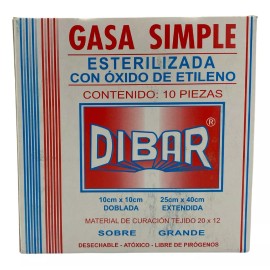 GASA SIMPLE
ESTERILIZADA
CON ÓXIDO DE ETILENO
CONTENIDO: 10 PIEZAS
DIBAR®
10cm x 10cm 25cm x 40cm
DOBLADA EXTENDIDA
MATERIAL DE CURACIÓN TEJIDO 20 x 12
SOBRE GRANDE
DESECHABLE - ATÓXICO - LIBRE DE PIRÓGENOS